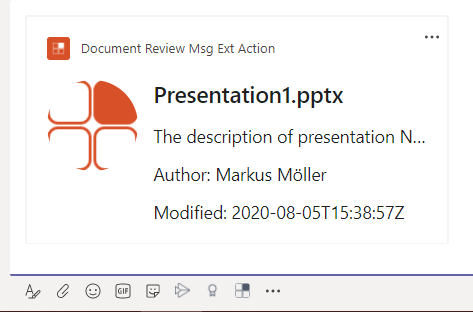 Document Review Msg Ext Action
Presentation1.pptx
The description of presentation N...
Author: Markus Möller
Modified: 2020-08-05T15:38:57Z
GIF